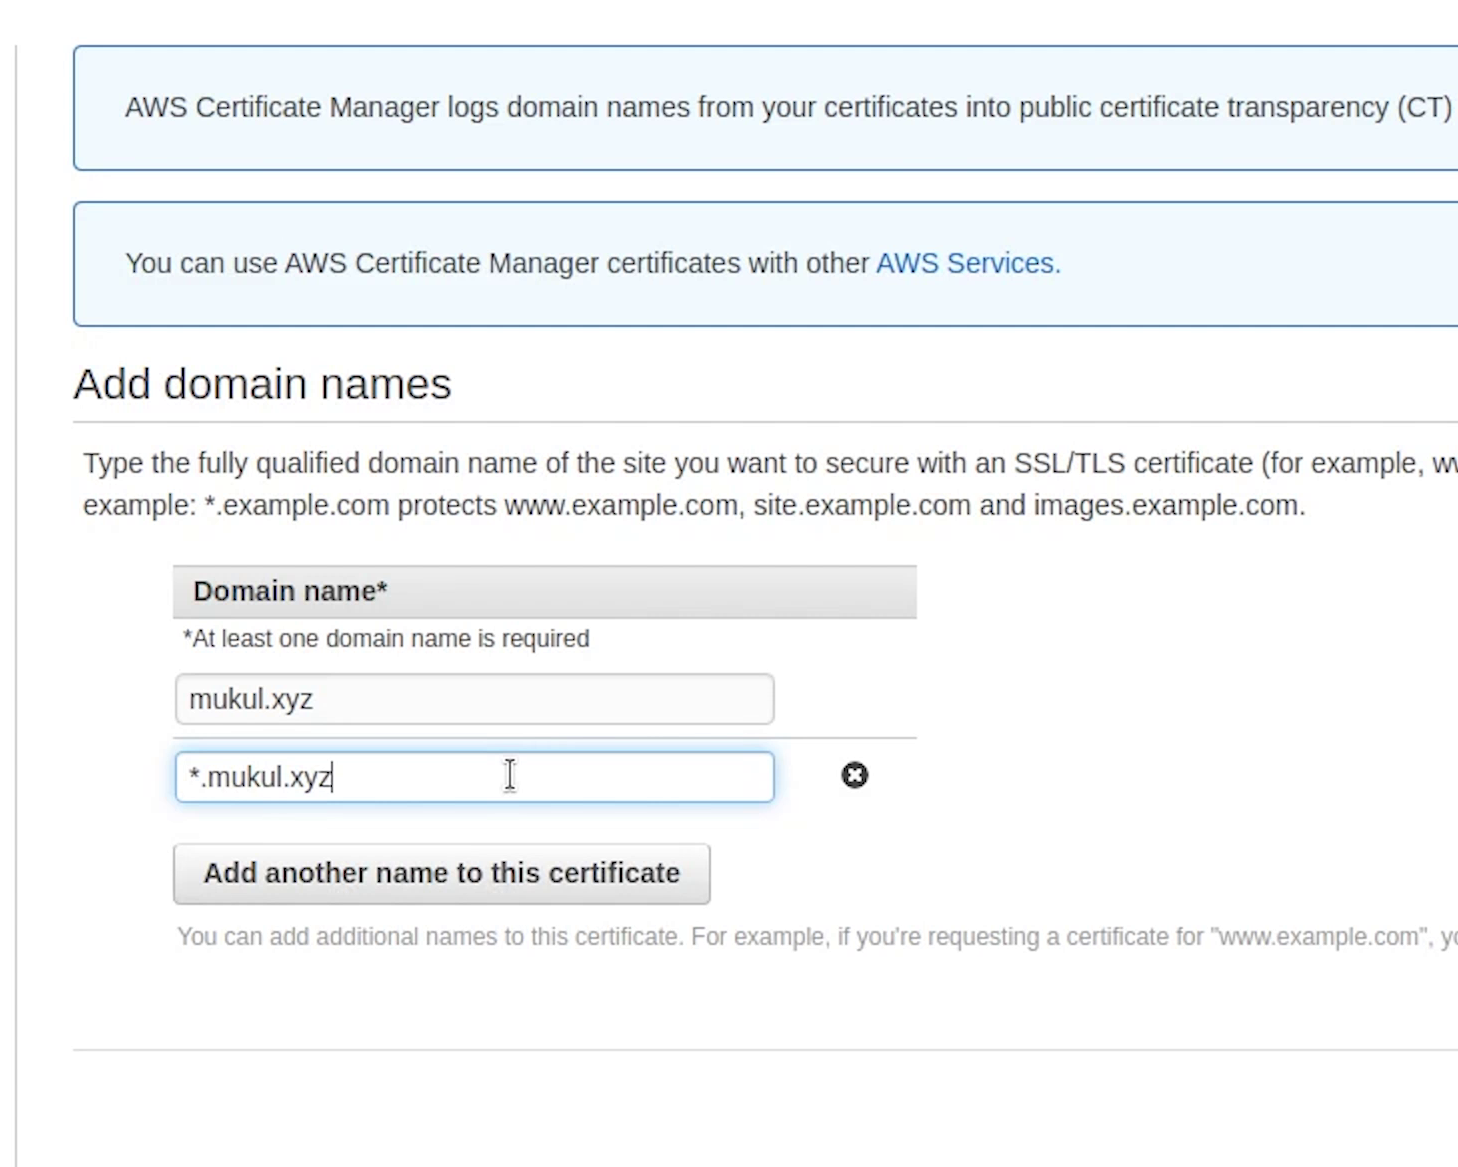 AWS Certificate Manager logs domain names from your certificates into public certificate transparency (CT)
You can use AWS Certificate Manager certificates with other AWS Services.
Add domain names
Type the fully qualified domain name of the site you want to secure with an SSL/TLS certificate (for example,
example: *.example.com protects www.example.com, site.example.com and images.example.com.
Domain name*
*At least one domain name is required
mukul.xyz
*.mukul.xyz
Add another name to this certificate
You can add additional names to this certificate. For example, if you're requesting a certificate for "www.example.com",